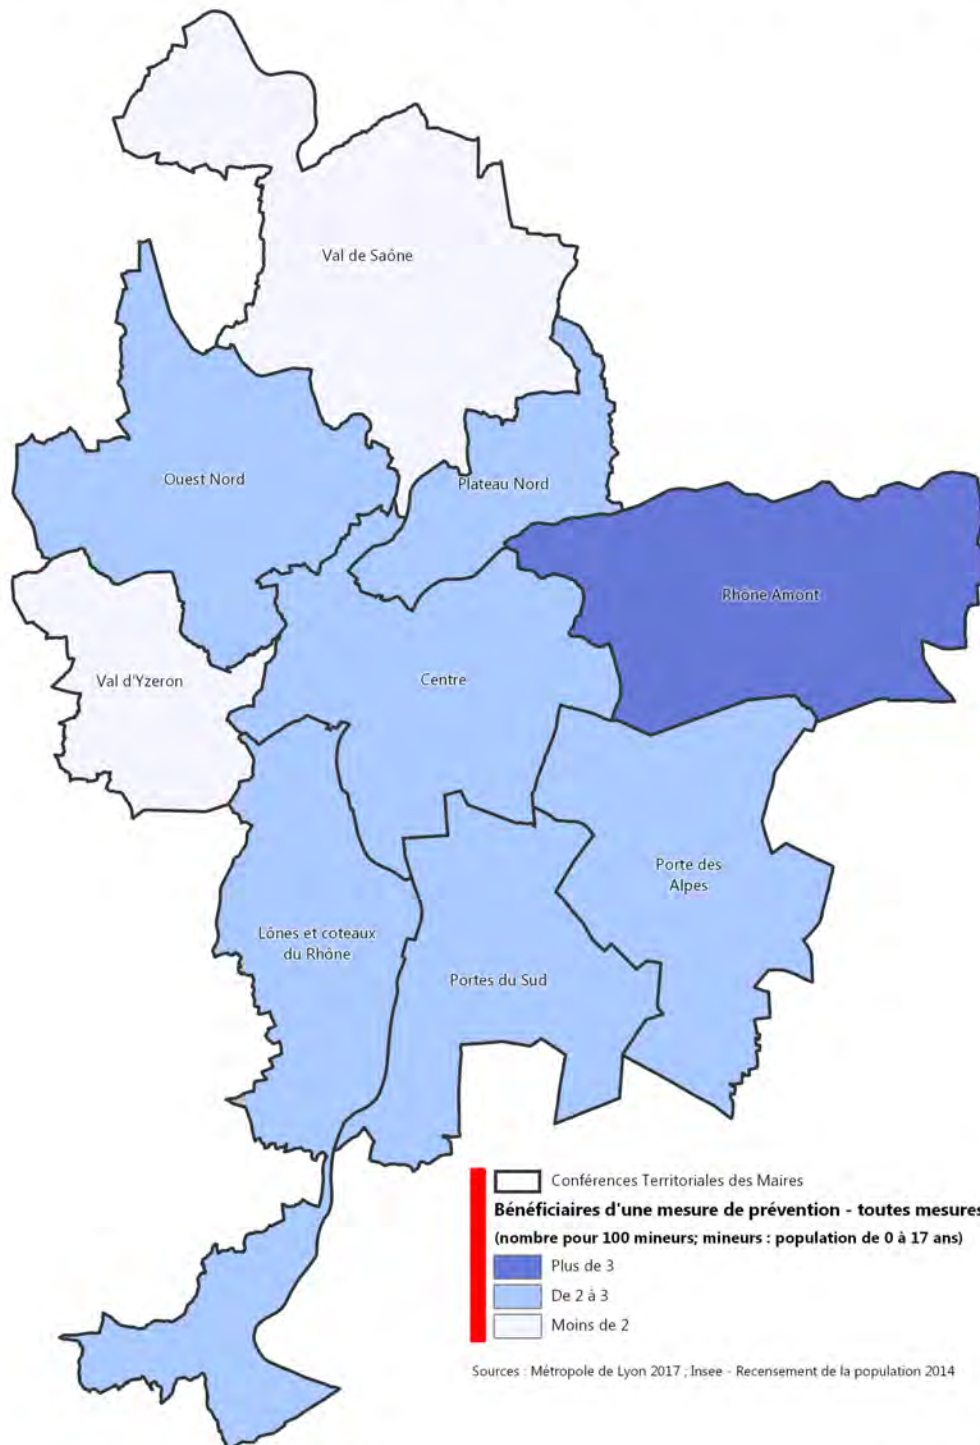 Val de Saône
Ouest Nord
Plateau Nord
Rhône Amont
Val d'Yzeron
Centre
Porte des
Alpes
Lônes et coteaux
du Rhône
Portes du Sud
Conférences Territoriales des Maires
Bénéficiaires d'une mesure de prévention - toutes mesures
(nombre pour 100 mineurs; mineurs : population de 0 à 17 ans)
Plus de 3
De 2 à 3
Moins de 2
Sources : Métropole de Lyon 2017 ; Insee - Recensement de la population 2014